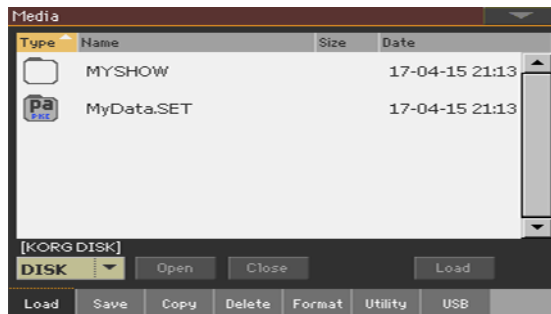 Media
Type Name Size Date
MYSHOW 17-04-15 21:13
Pa
PKG
MyData.SET 17-04-15 21:13
[KORG DISK]
DISK Open Close Load
Load Save Copy Delete Format Utility USB